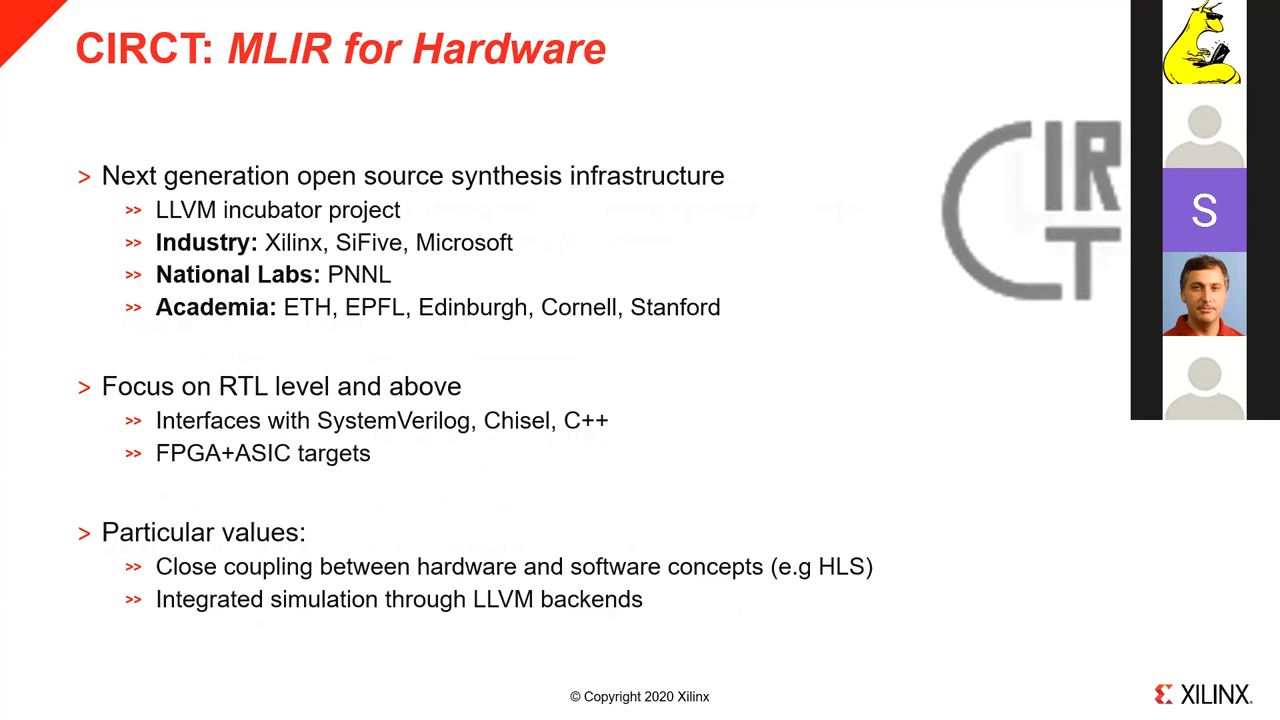 CIRCT: MLIR for Hardware
CIR
T
S
> Next generation open source synthesis infrastructure
>> LLVM incubator project
>> Industry: Xilinx, SiFive, Microsoft
>> National Labs: PNNL
>> Academia: ETH, EPFL, Edinburgh, Cornell, Stanford
> Focus on RTL level and above
>> Interfaces with SystemVerilog, Chisel, C++
>> FPGA+ASIC targets
> Particular values:
>> Close coupling between hardware and software concepts (e.g HLS)
>> Integrated simulation through LLVM backends
© Copyright 2020 Xilinx
XILINX.